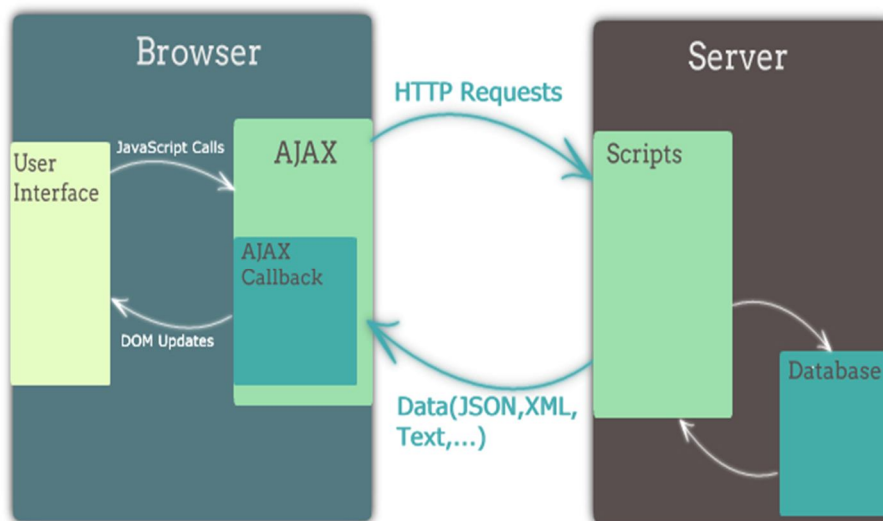 Browser
Server
HTTP Requests
JavaScript Calls
User
Interface
AJAX
Scripts
AJAX
Callback
DOM Updates
Database
Data(JSON,XML,
Text,...)